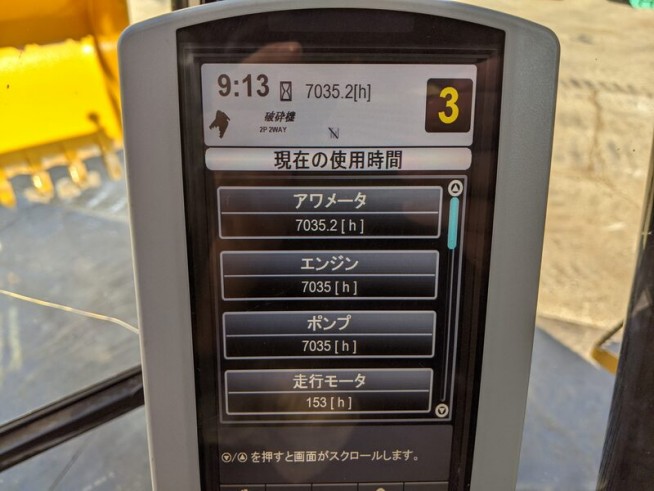 9:13 7035.2[h] 3
破砕機
2P 2WAY
現在の使用時間
アワメータ
7035.2 [ h ]
エンジン
7035 [ h ]
ポンプ
7035 [ h ]
走行モータ
153 [ h ]
/ を押すと画面がスクロールします。